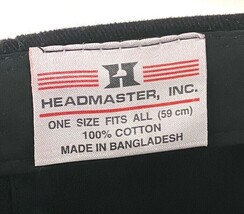 H
HEADMASTER, INC.
ONE SIZE FITS ALL (59 cm)
100% COTTON
MADE IN BANGLADESH